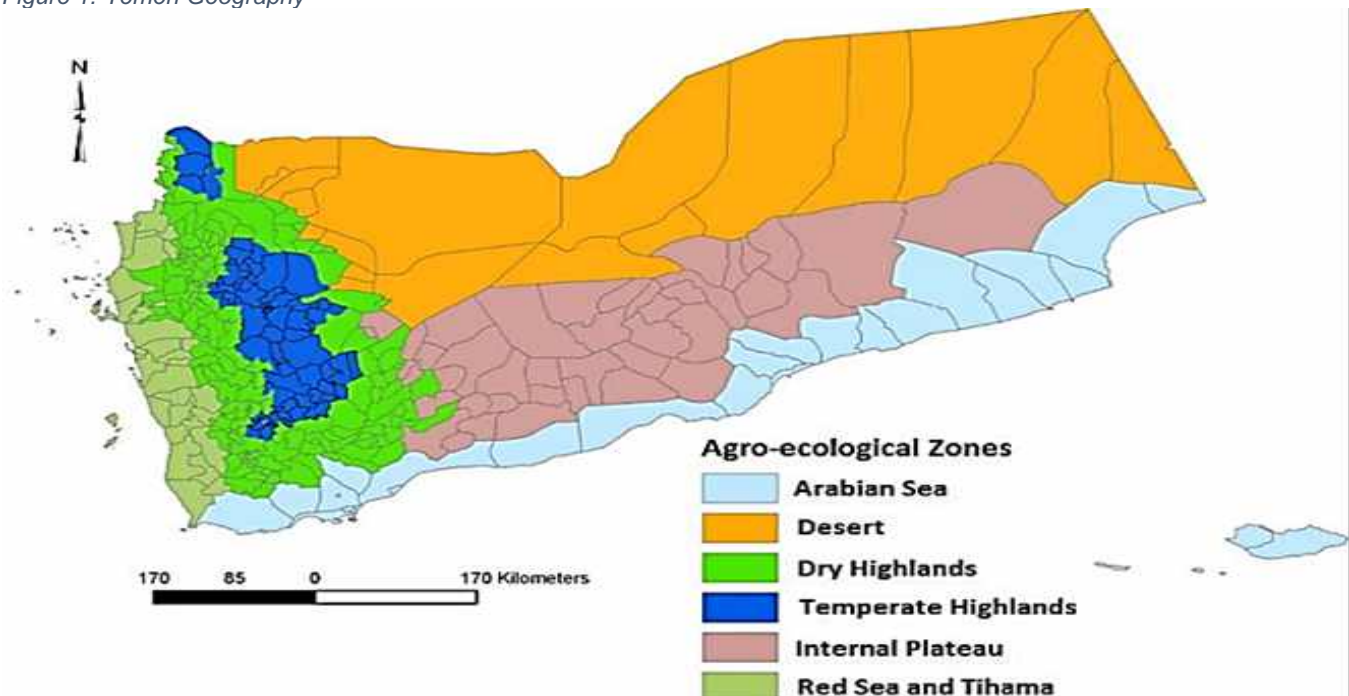 Figure 1: Yemen Geography
N
Agro-ecological Zones
Arabian Sea
Desert
Dry Highlands
Temperate Highlands
Internal Plateau
Red Sea and Tihama
170 85 0 170 Kilometers